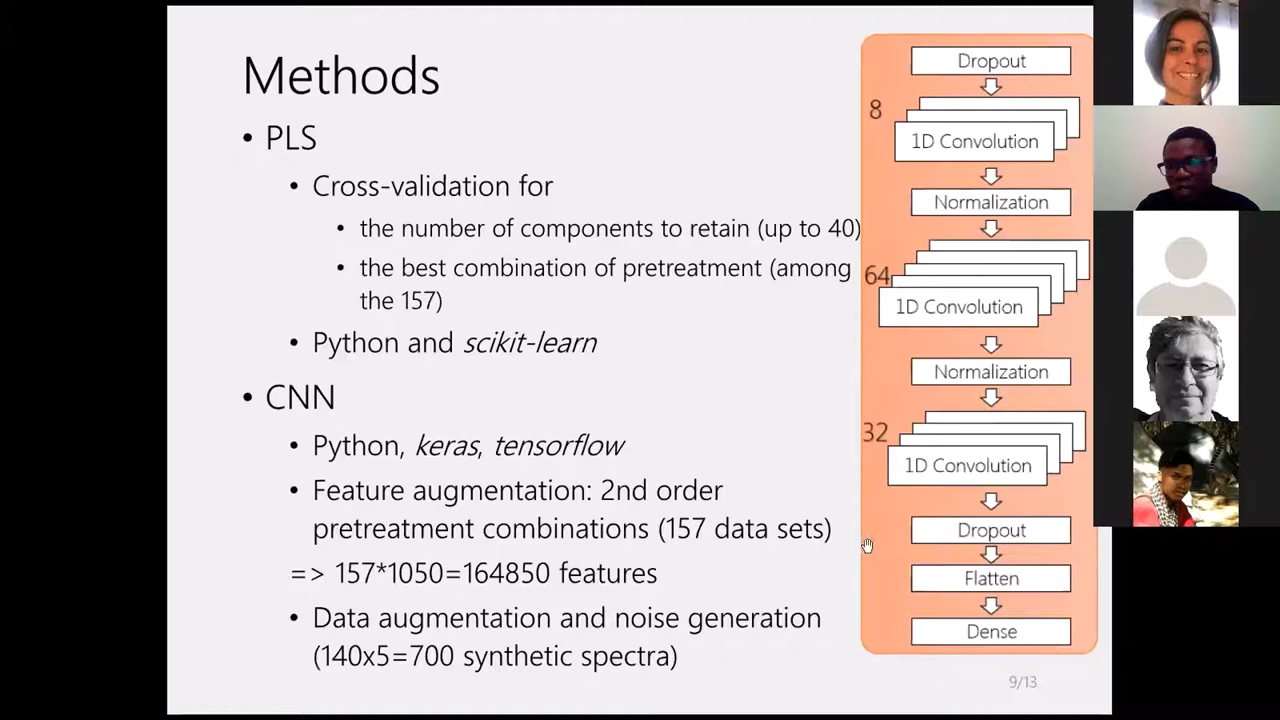 Methods
• PLS
• Cross-validation for
• the number of components to retain (up to 40)
• the best combination of pretreatment (among
the 157)
• Python and scikit-learn
• CNN
• Python, keras, tensorflow
• Feature augmentation: 2nd order
pretreatment combinations (157 data sets)
=> 157*1050=164850 features
• Data augmentation and noise generation
(140x5=700 synthetic spectra)
Dropout
8
1D Convolution
Normalization
64
1D Convolution
Normalization
32
1D Convolution
Dropout
Flatten
Dense
9/13